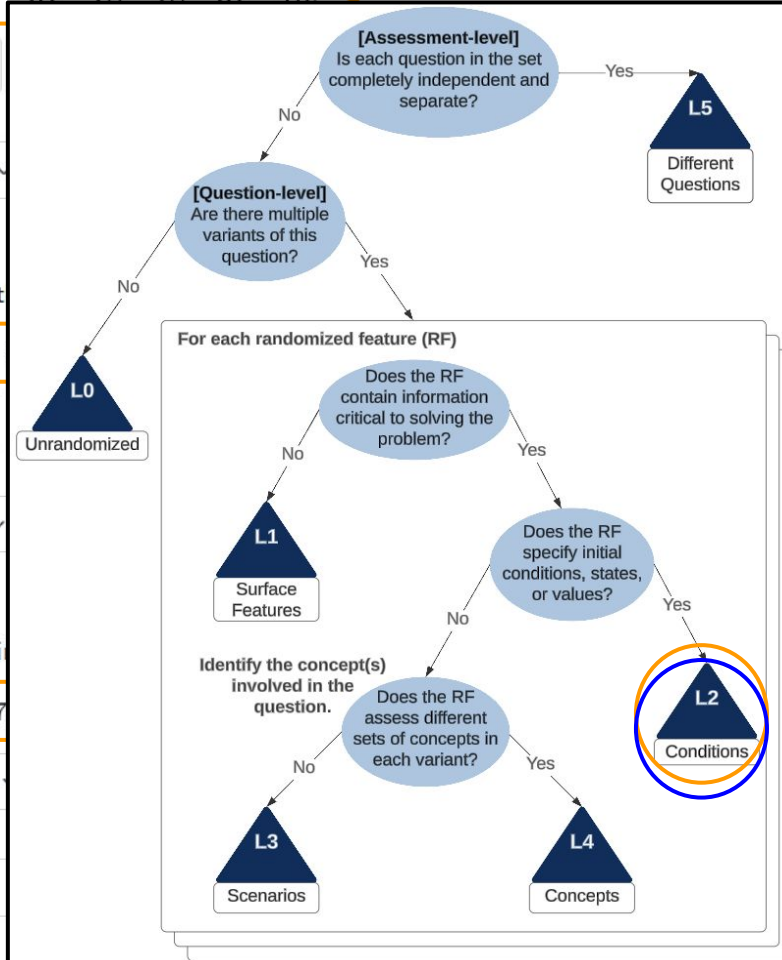 [Assessment-level]
Is each question in the set
completely independent and
separate?
Yes
L5
Different
Questions
No
[Question-level]
Are there multiple
variants of this
question?
No
Yes
L0
Unrandomized
For each randomized feature (RF)
Does the RF
contain information
critical to solving the
problem?
No
Yes
L1
Surface
Features
Does the RF
specify initial
conditions, states,
or values?
No
Yes
Identify the concept(s)
involved in the
question.
L2
Conditions
Does the RF
assess different
sets of concepts in
each variant?
No
Yes
L3
Scenarios
L4
Concepts